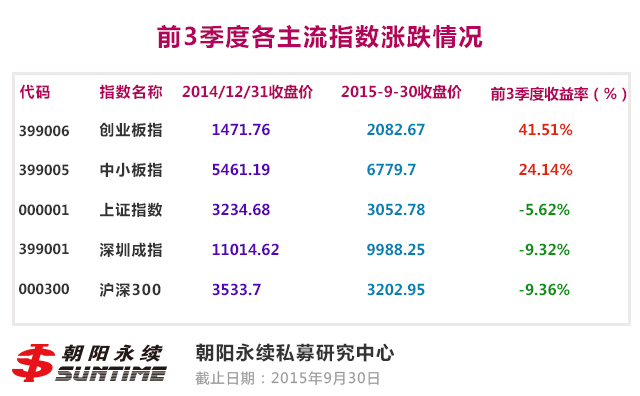 前3季度各主流指数涨跌情况
代码 指数名称 2014/12/31收盘价 2015-9-30收盘价 前3季度收益率（%）
399006 创业板指 1471.76 2082.67 41.51%
399005 中小板指 5461.19 6779.7 24.14%
000001 上证指数 3234.68 3052.78 -5.62%
399001 深圳成指 11014.62 9988.25 -9.32%
000300 沪深300 3533.7 3202.95 -9.36%
朝阳永续 朝阳永续私募研究中心
SUNTIME 截止日期：2015年9月30日